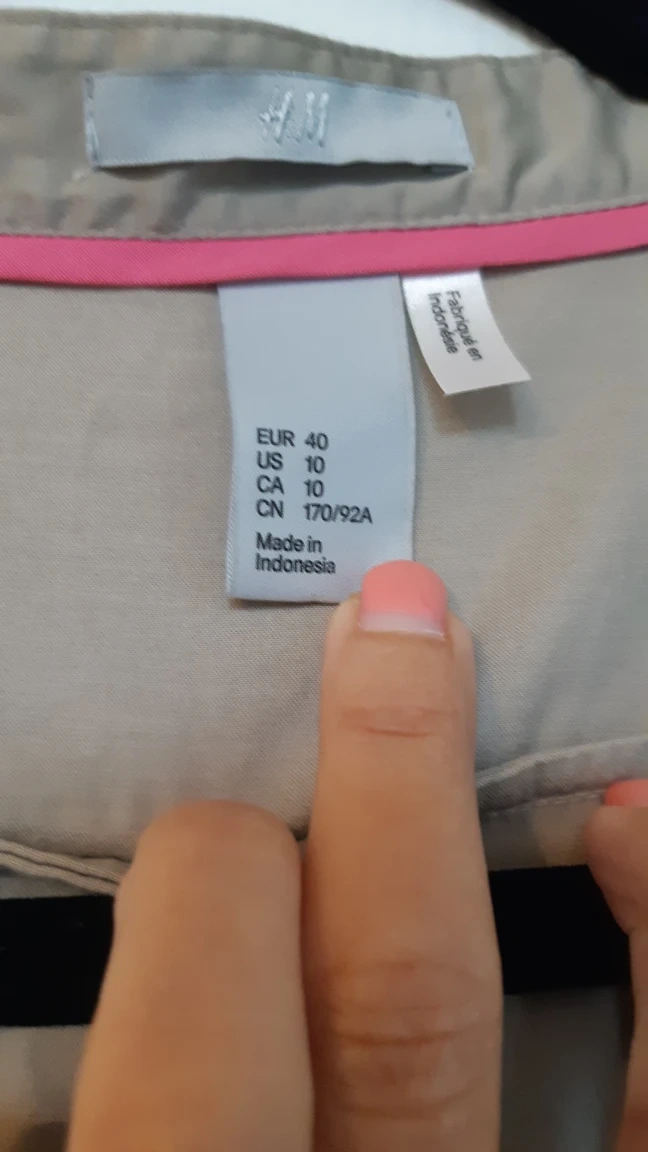 H&M
EUR 40
US 10
CA 10
CN 170/92A
Made in
Indonesia
Fabriqué en
Indonésie